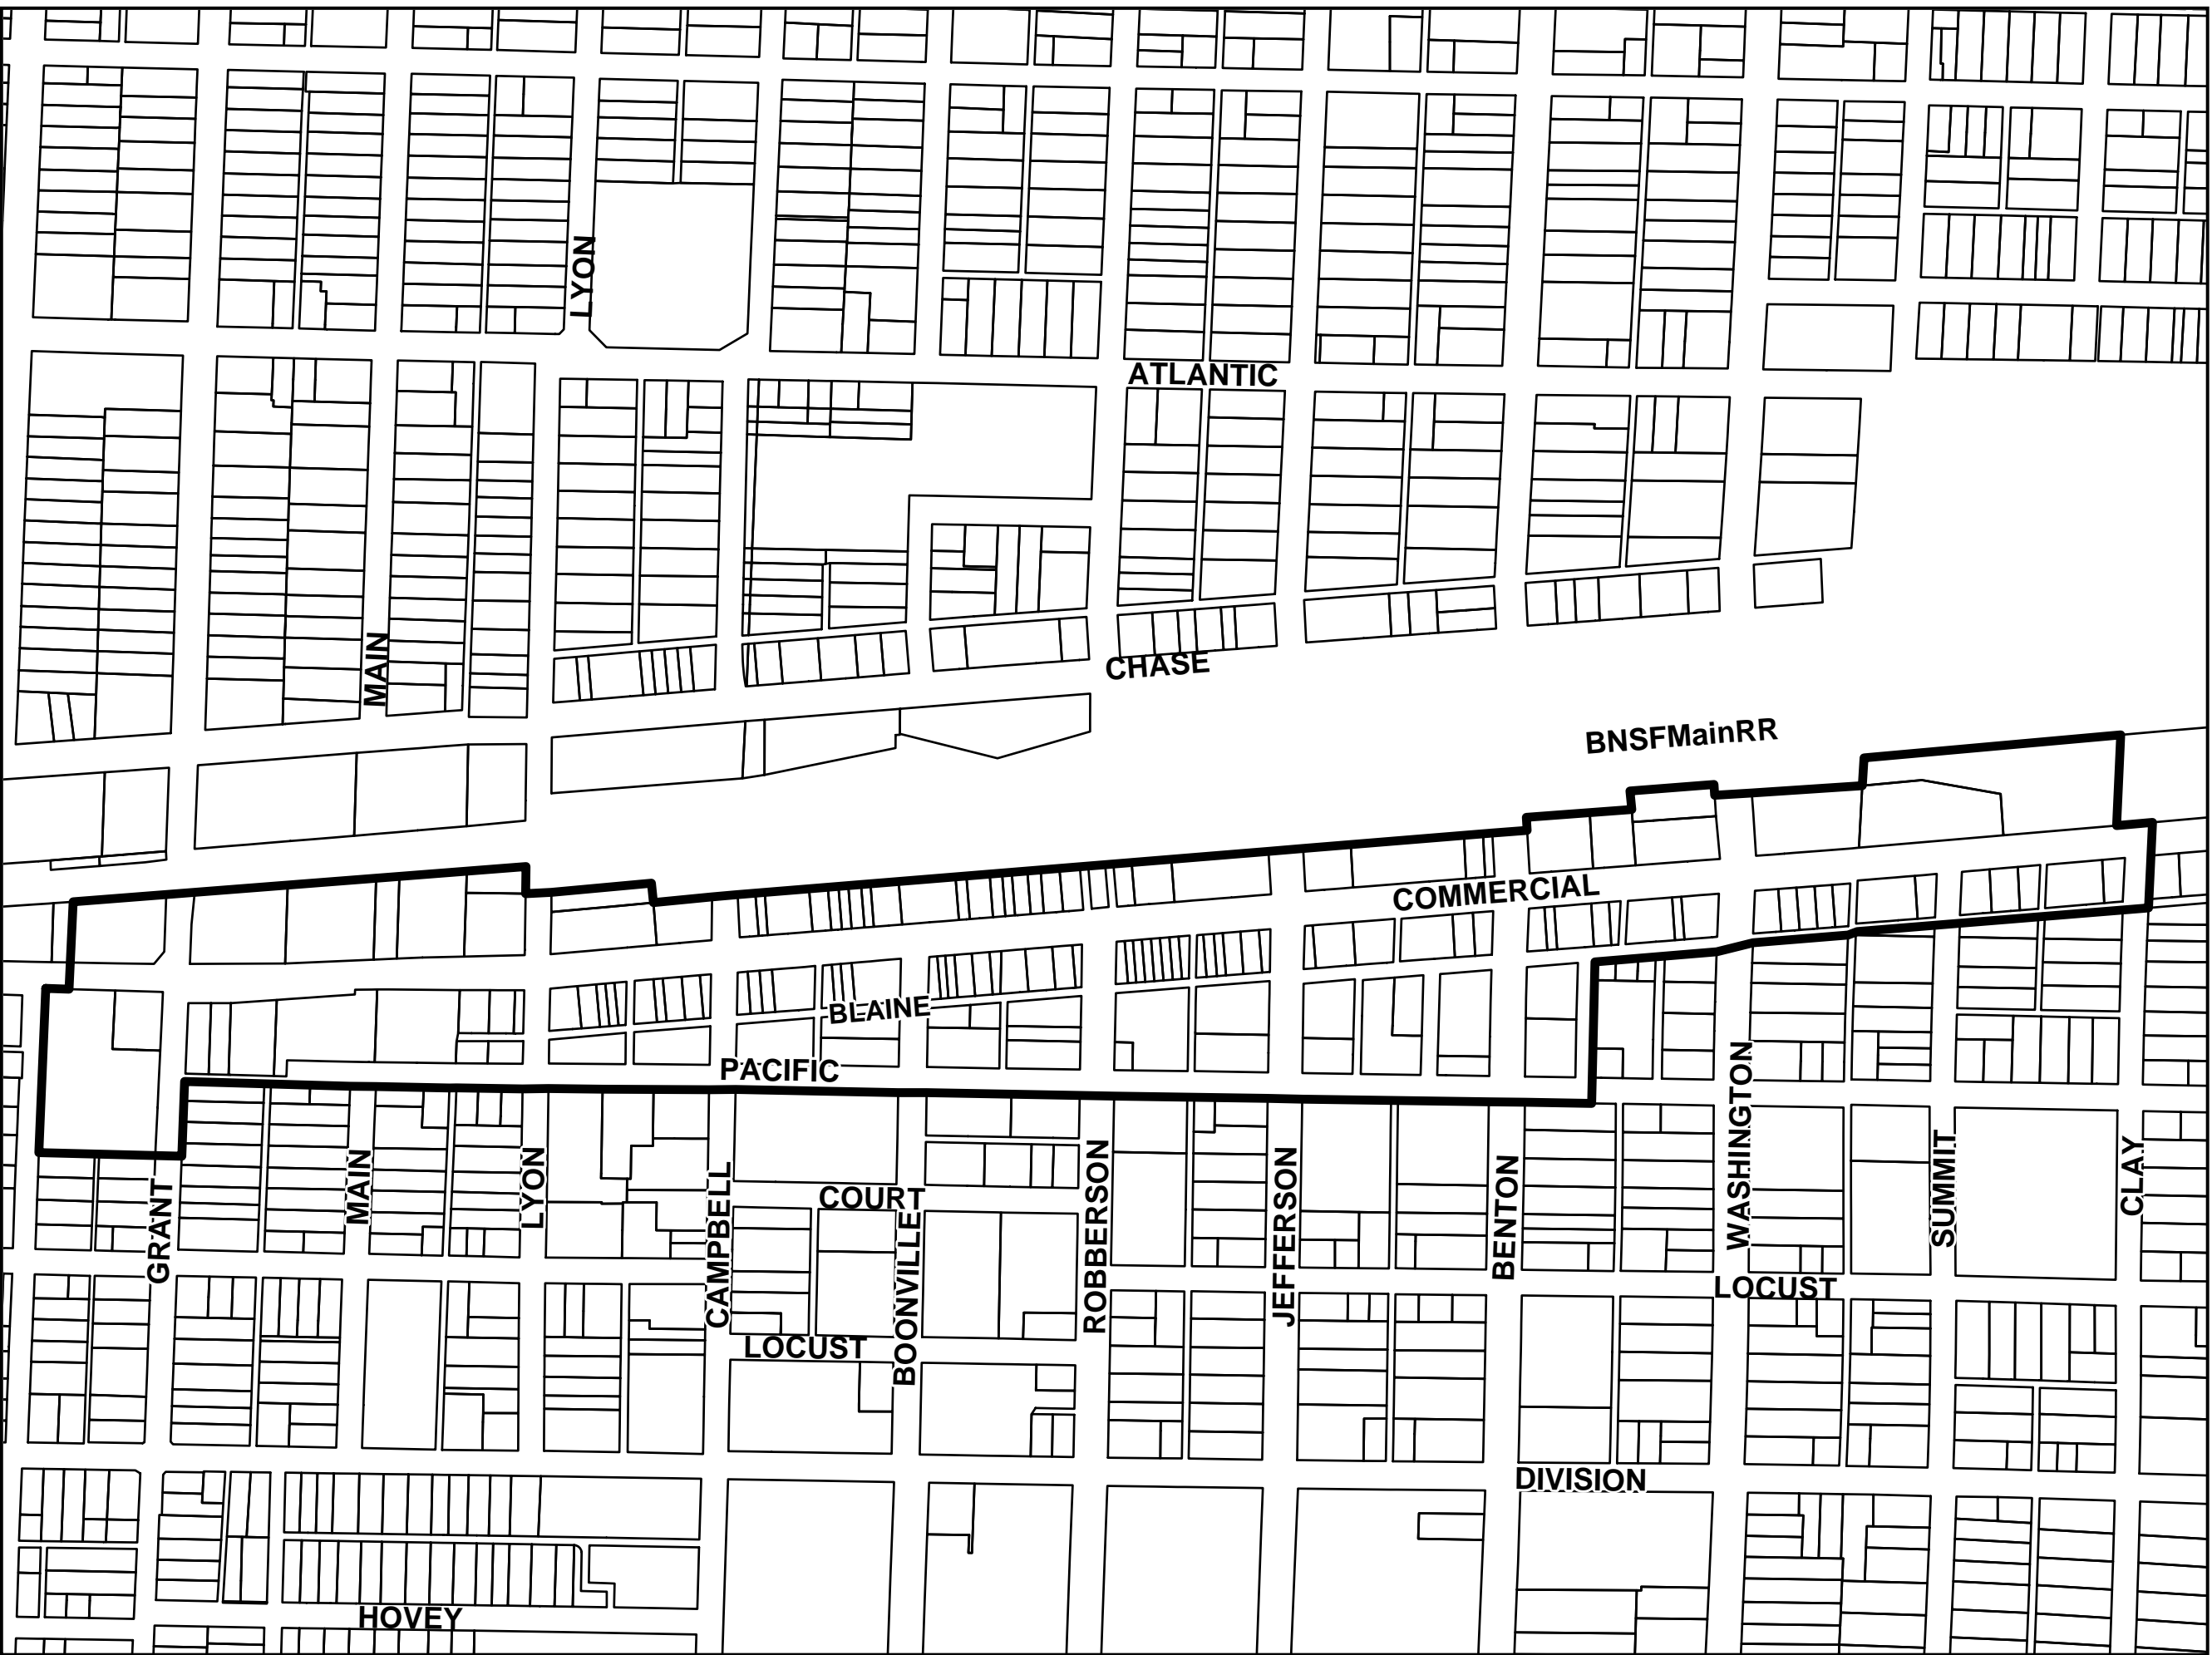 LYON
ATLANTIC
MAIN
CHASE
BNSFMainRR
COMMERCIAL
BLAINE
PACIFIC
GRANT
MAIN
LYON
CAMPBELL
COURT
BOONVILLE
ROBBERSON
JEFFERSON
BENTON
WASHINGTON
SUMMIT
CLAY
LOCUST
LOCUST
DIVISION
HOVEY